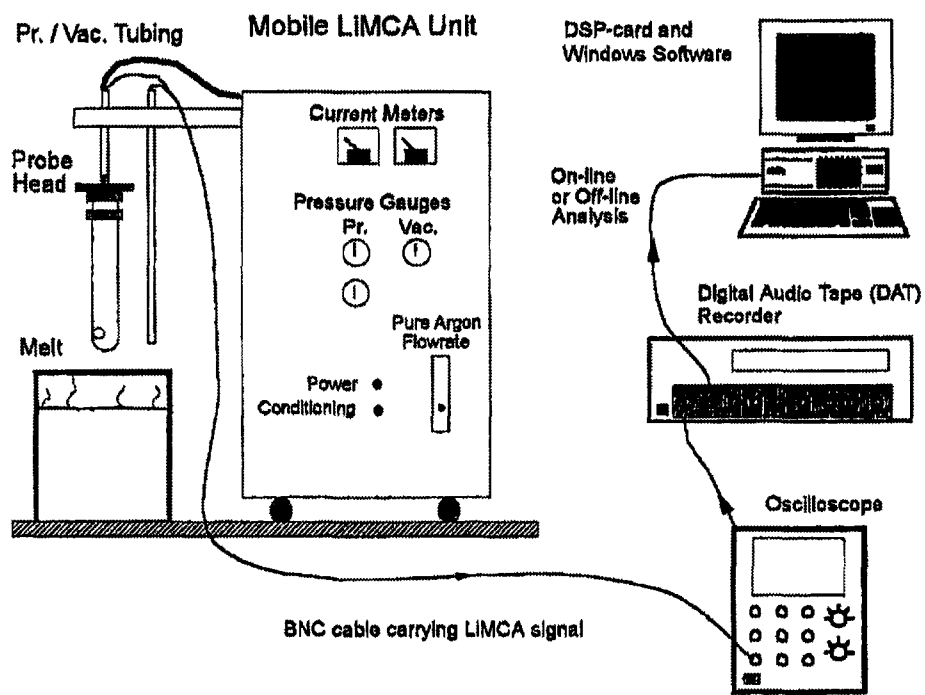 Pr. / Vac. Tubing
Mobile LiMCA Unit
DSP-card and
Windows Software
Current Meters
Probe
Head
Pressure Gauges
Pr. Vac.
On-line
or Off-line
Analysis
Digital Audio Tape (DAT)
Recorder
Pure Argon
Flowrate
Melt
Power
Conditioning
Oscilloscope
BNC cable carrying LiMCA signal